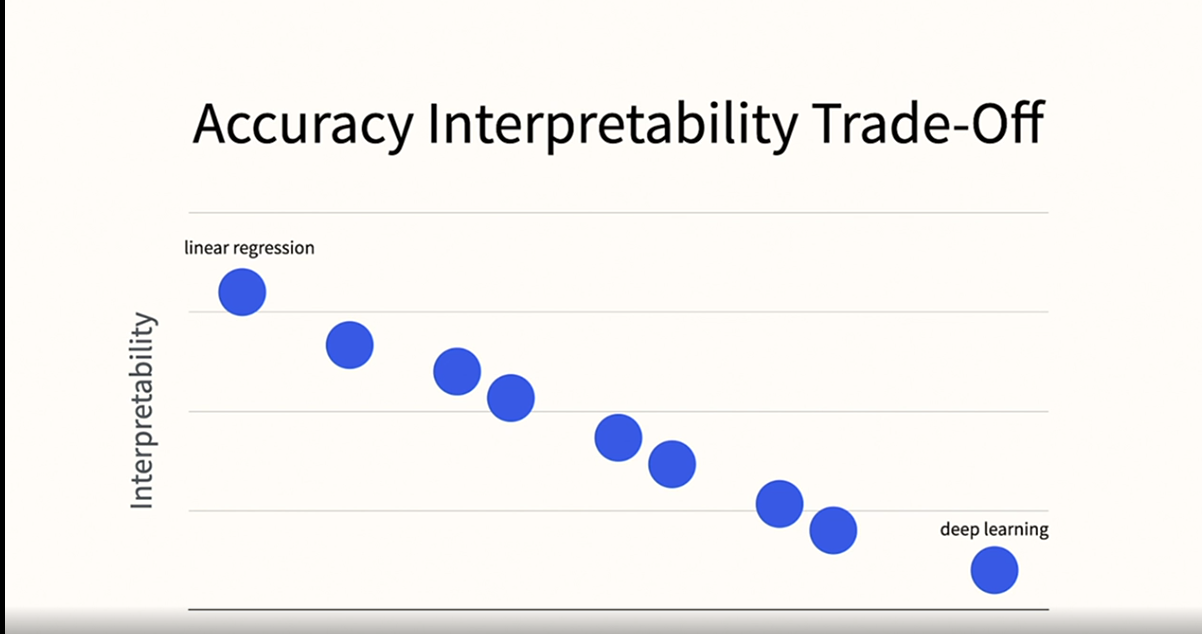 Accuracy Interpretability Trade-Off
linear regression
Interpretability
deep learning